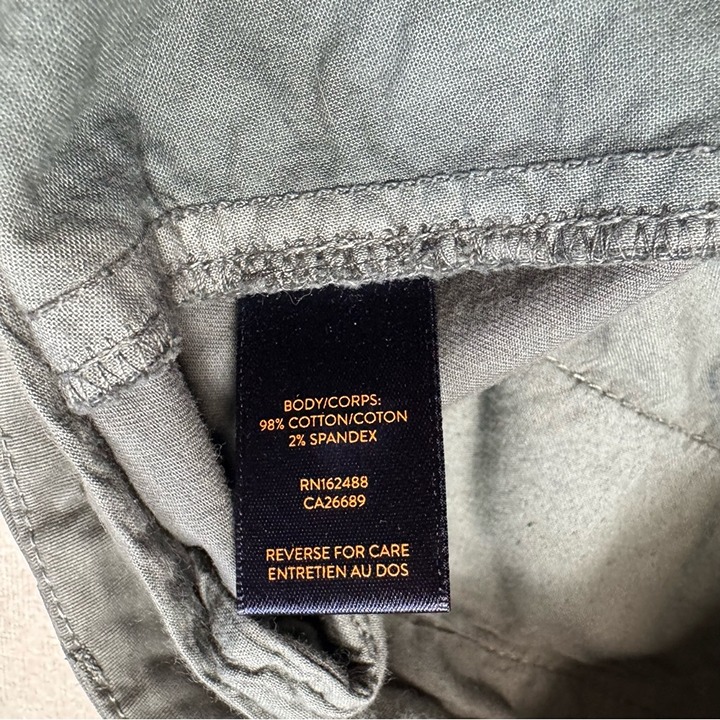 BODY/CORPS:
98% COTTON/COTON
2% SPANDEX
RN162488
CA26689
REVERSE FOR CARE
ENTRETIEN AU DOS